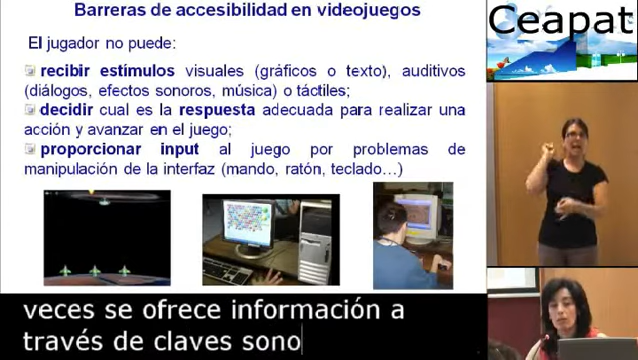 Barreras de accesibilidad en videojuegos
El jugador no puede:
recibir estímulos visuales (gráficos o texto), auditivos
(diálogos, efectos sonoros, música) o táctiles;
decidir cual es la respuesta adecuada para realizar una
acción y avanzar en el juego;
proporcionar input al juego por problemas de
manipulación de la interfaz (mando, ratón, teclado…)
Ceapat
veces se ofrece información a
través de claves sono